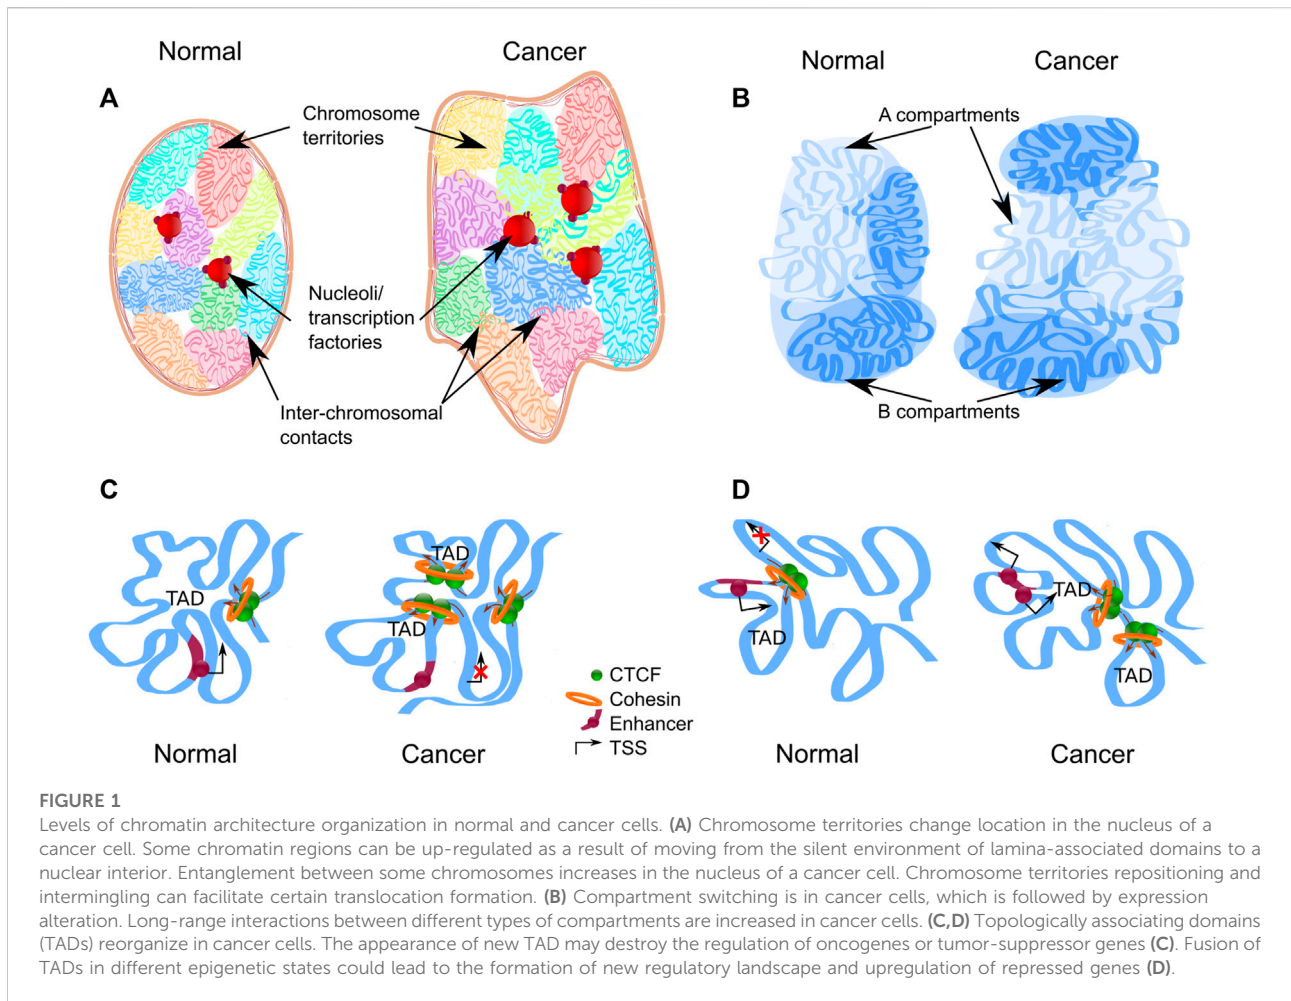 Normal
Cancer
A
Chromosome
territories
Nucleoli/
transcription
factories
Inter-chromosomal
contacts
Normal
Cancer
B
A compartments
B compartments
C
TAD
TAD
TAD
Normal
Cancer
CTCF
Cohesin
Enhancer
TSS
D
TAD
TAD
TAD
Normal
Cancer
FIGURE 1
Levels of chromatin architecture organization in normal and cancer cells. (A) Chromosome territories change location in the nucleus of a
cancer cell. Some chromatin regions can be up-regulated as a result of moving from the silent environment of lamina-associated domains to a
nuclear interior. Entanglement between some chromosomes increases in the nucleus of a cancer cell. Chromosome territories repositioning and
intermingling can facilitate certain translocation formation. (B) Compartment switching is in cancer cells, which is followed by expression
alteration. Long-range interactions between different types of compartments are increased in cancer cells. (C,D) Topologically associating domains
(TADs) reorganize in cancer cells. The appearance of new TAD may destroy the regulation of oncogenes or tumor-suppressor genes (C). Fusion of
TADs in different epigenetic states could lead to the formation of new regulatory landscape and upregulation of repressed genes (D).